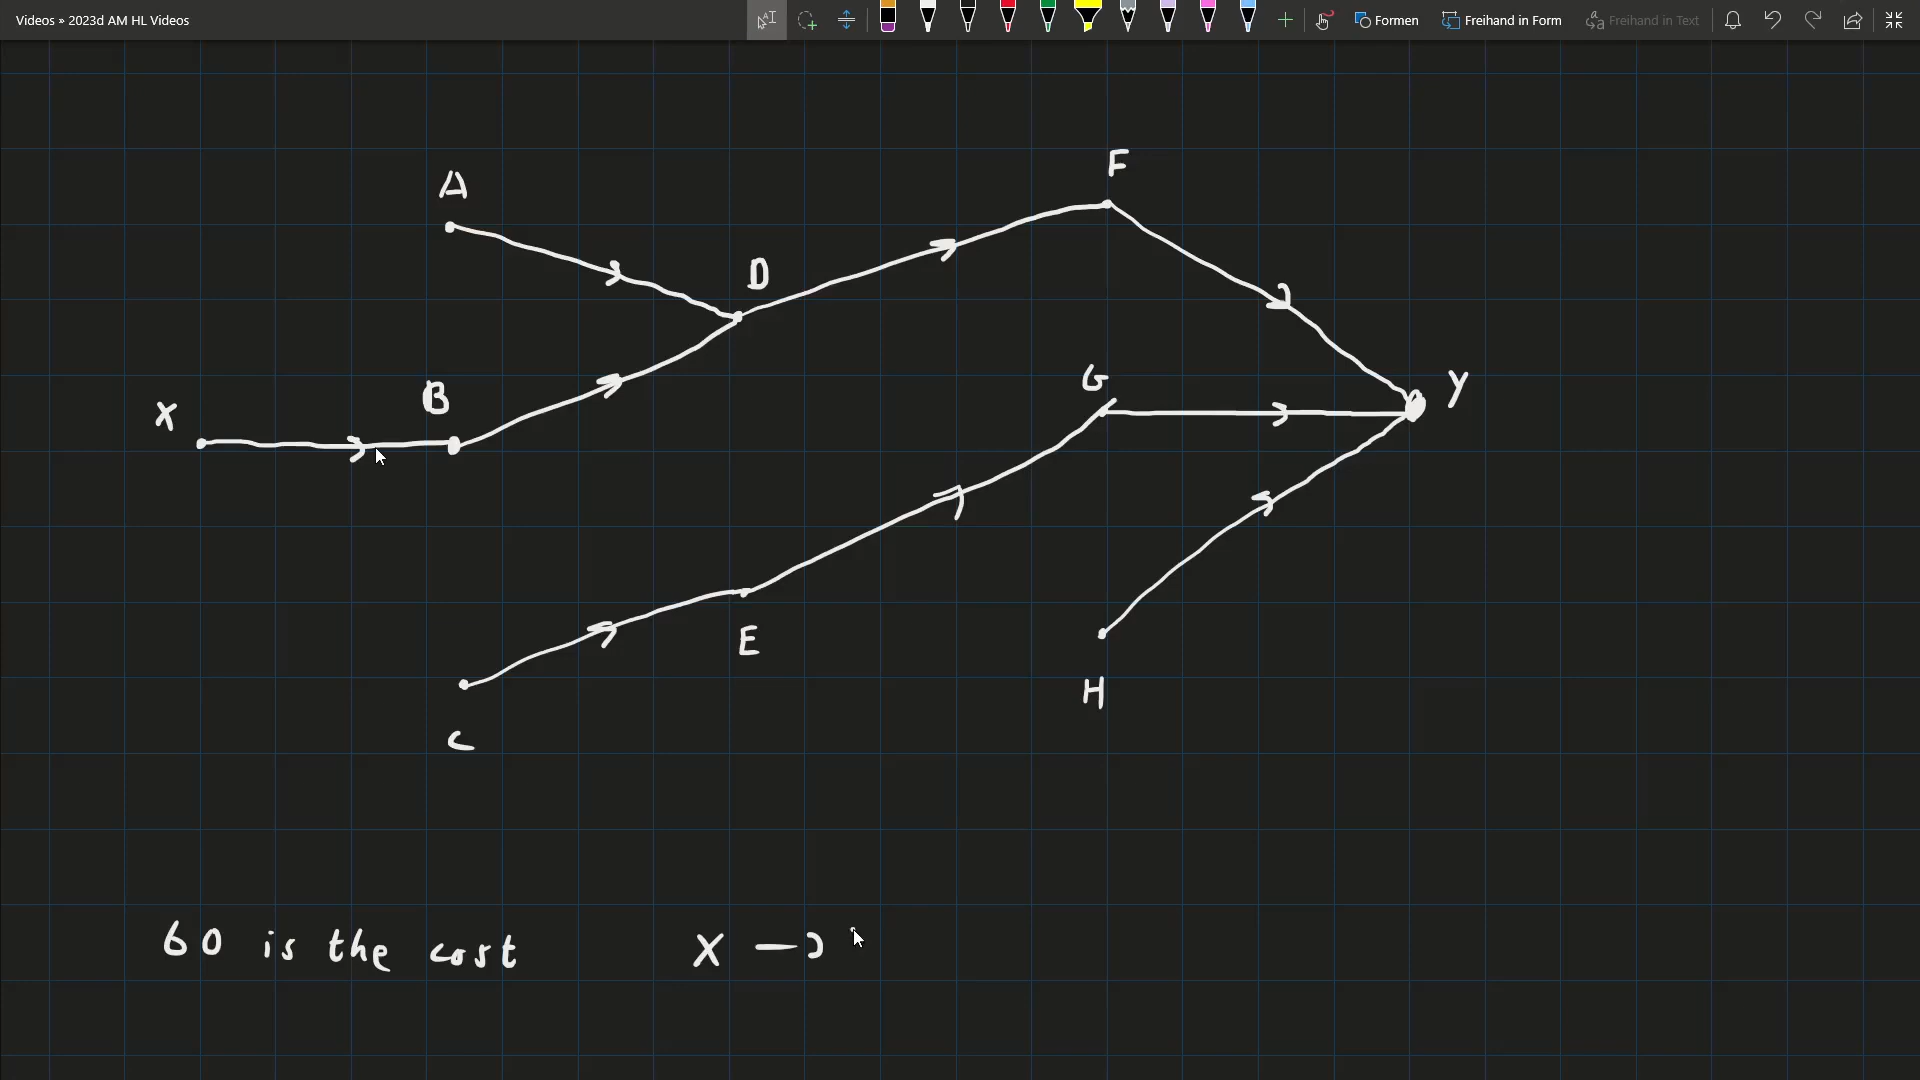 Videos » 2023d AM HL Videos
Formen
Freihand in Form
Freihand in Text
F
A
D
G
Y
B
X
E
H
C
60 is the cost X →